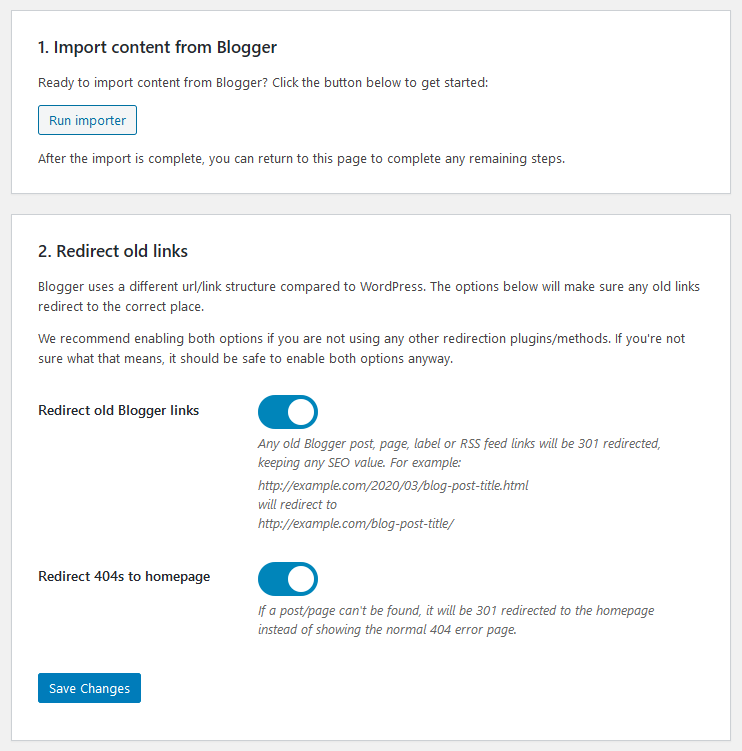 1. Import content from Blogger
Ready to import content from Blogger? Click the button below to get started:
Run importer
After the import is complete, you can return to this page to complete any remaining steps.
2. Redirect old links
Blogger uses a different url/link structure compared to WordPress. The options below will make sure any old links
redirect to the correct place.
We recommend enabling both options if you are not using any other redirection plugins/methods. If you're not
sure what that means, it should be safe to enable both options anyway.
Redirect old Blogger links
Any old Blogger post, page, label or RSS feed links will be 301 redirected,
keeping any SEO value. For example:
http://example.com/2020/03/blog-post-title.html
will redirect to
http://example.com/blog-post-title/
Redirect 404s to homepage
If a post/page can't be found, it will be 301 redirected to the homepage
instead of showing the normal 404 error page.
Save Changes